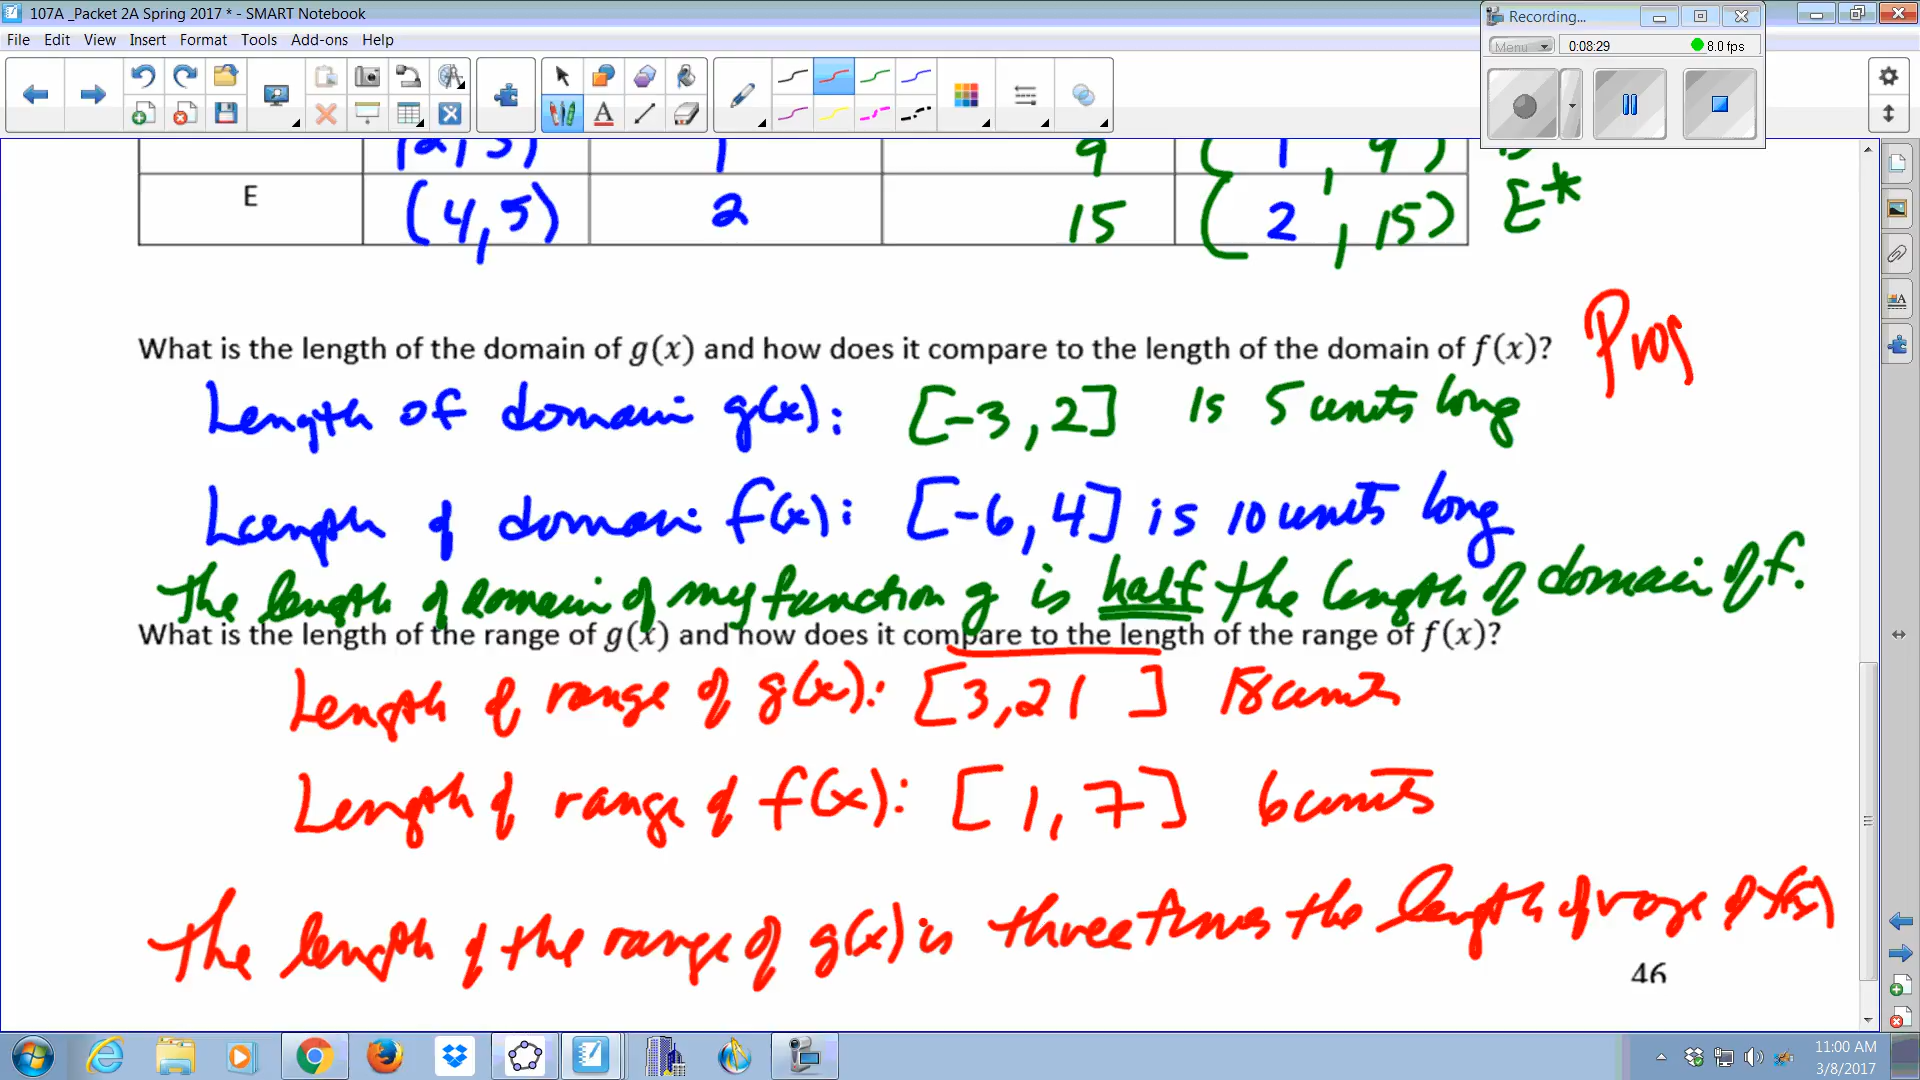 107A _Packet 2A Spring 2017 * - SMART Notebook
Recording...
File Edit View Insert Format Tools Add-ons Help
Menu 0:08:29 8.0 fps
(2,3) 1 9 (1, 9)
E (4,5) 2 15 (2, 15) E*
What is the length of the domain of g(x) and how does it compare to the length of the domain of f(x)?
Length of domain g(x): [-3, 2] is 5 units long
Length of domain f(x): [-6, 4] is 10 units long
The length of domain of my function g is half the length of domain of f.
What is the length of the range of g(x) and how does it compare to the length of the range of f(x)?
Length of range of g(x): [3,21] 18 units
Length of range of f(x): [1, 7] 6 units
The length of the range of g(x) is three times the length of range of f(x)
46
11:00 AM
3/8/2017